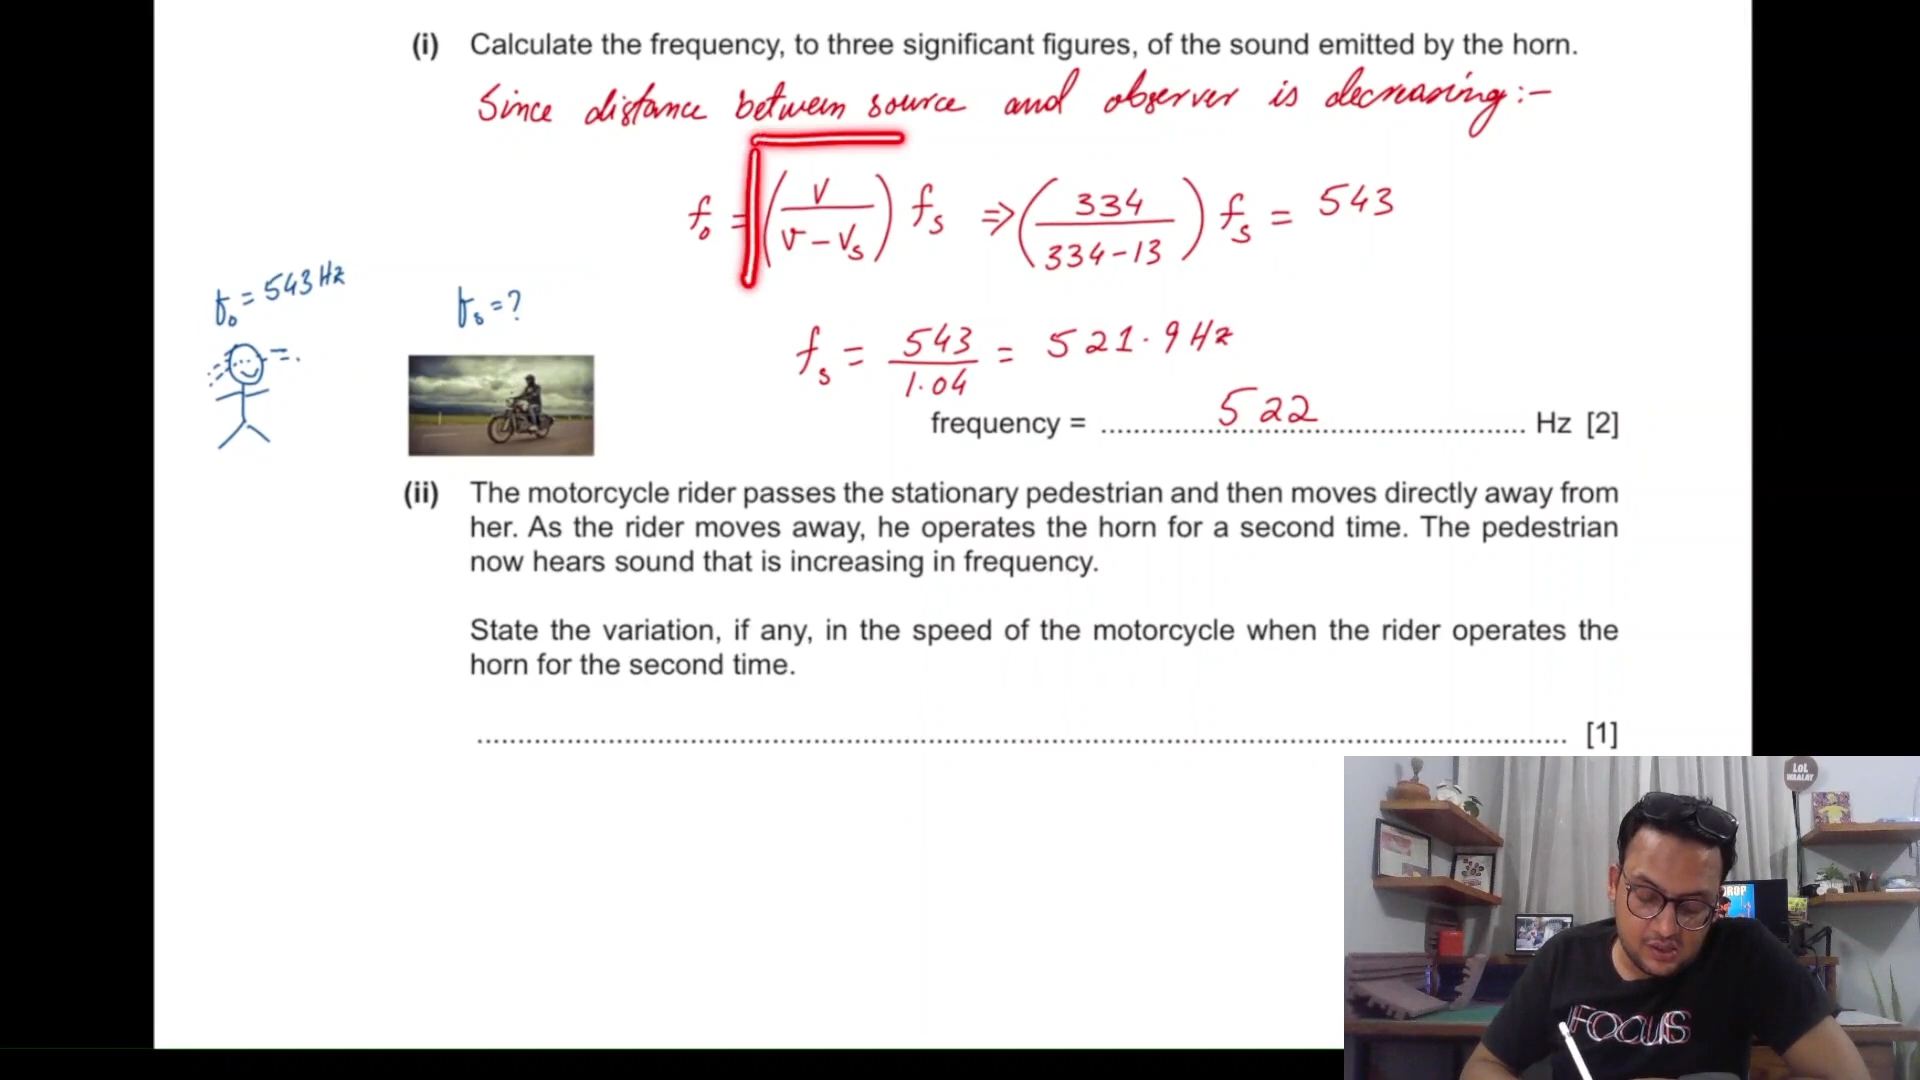 (i) Calculate the frequency, to three significant figures, of the sound emitted by the horn.
Since distance between source and observer is decreasing:-
f₀ = (v / (v - vₛ)) fₛ ⇒ (334 / (334-13)) fₛ = 543
f₀ = 543 Hz
fₛ = ?
fₛ = 543 / 1.04 = 521.9 Hz
frequency = 522 Hz [2]
(ii) The motorcycle rider passes the stationary pedestrian and then moves directly away from
her. As the rider moves away, he operates the horn for a second time. The pedestrian
now hears sound that is increasing in frequency.
State the variation, if any, in the speed of the motorcycle when the rider operates the
horn for the second time.
[1]
LOL
WAALAY
DROP
FOCUS